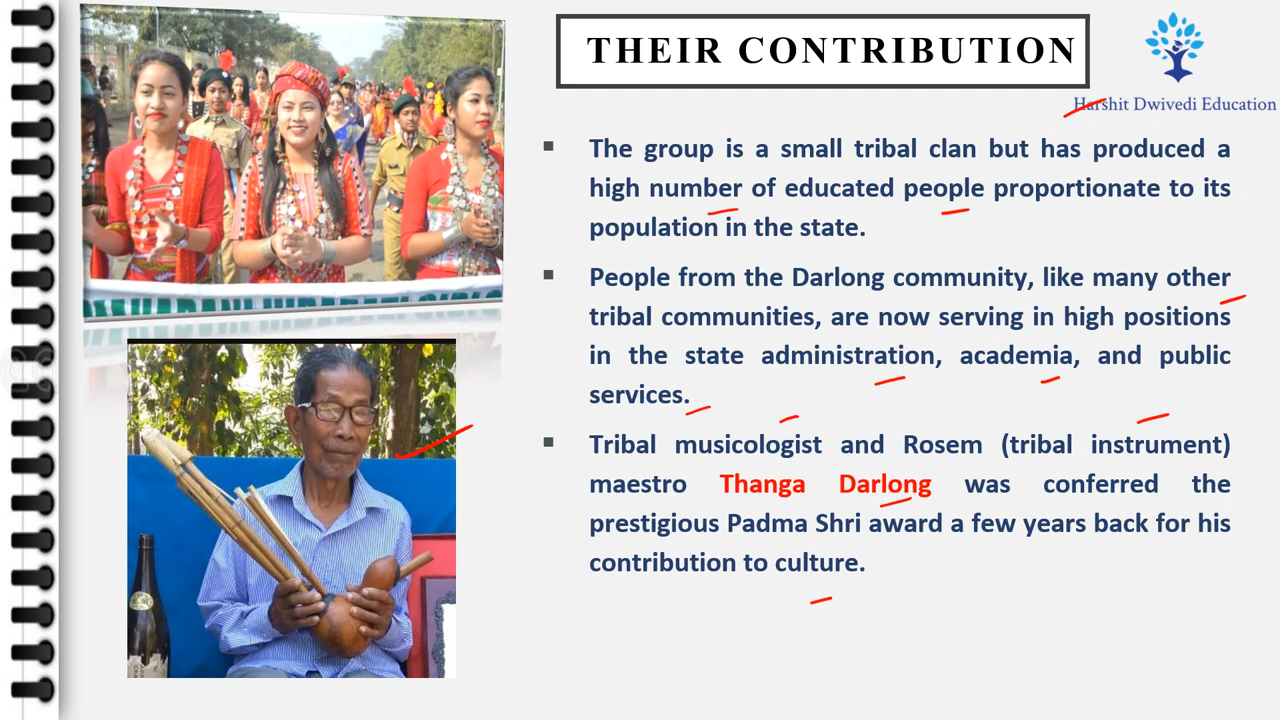 THEIR CONTRIBUTION
Harshit Dwivedi Education
▪ The group is a small tribal clan but has produced a
high number of educated people proportionate to its
population in the state.
▪ People from the Darlong community, like many other
tribal communities, are now serving in high positions
in the state administration, academia, and public
services.
▪ Tribal musicologist and Rosem (tribal instrument)
maestro Thanga Darlong was conferred the
prestigious Padma Shri award a few years back for his
contribution to culture.